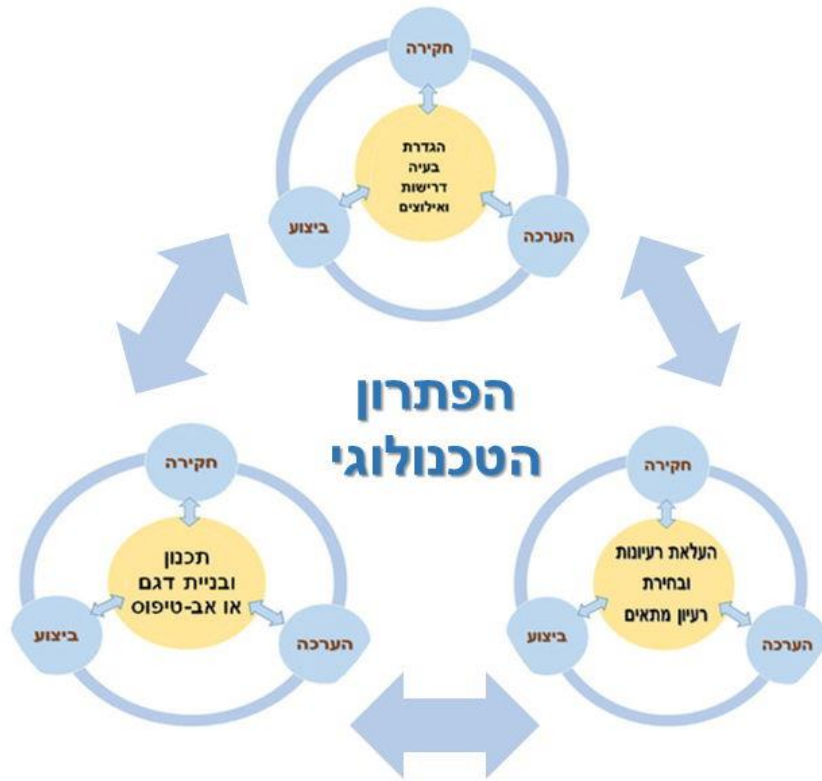 חקירה
הגדרת
בעיה
דרישות
ואילוצים
ביצוע
הערכה
הפתרון
הטכנולוגי
חקירה
העלאת רעיונות
ובחירת
רעיון מתאים
ביצוע
הערכה
חקירה
תכנון
ובניית דגם
או אב-טיפוס
ביצוע
הערכה